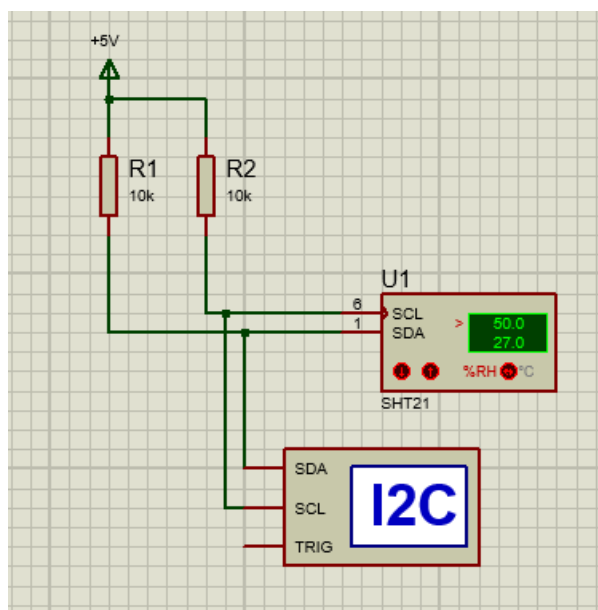 +5V
R1
10k
R2
10k
U1
6
SCL
1
SDA
>
50.0
27.0
%RH
°C
SHT21
SDA
SCL
TRIG
I2C